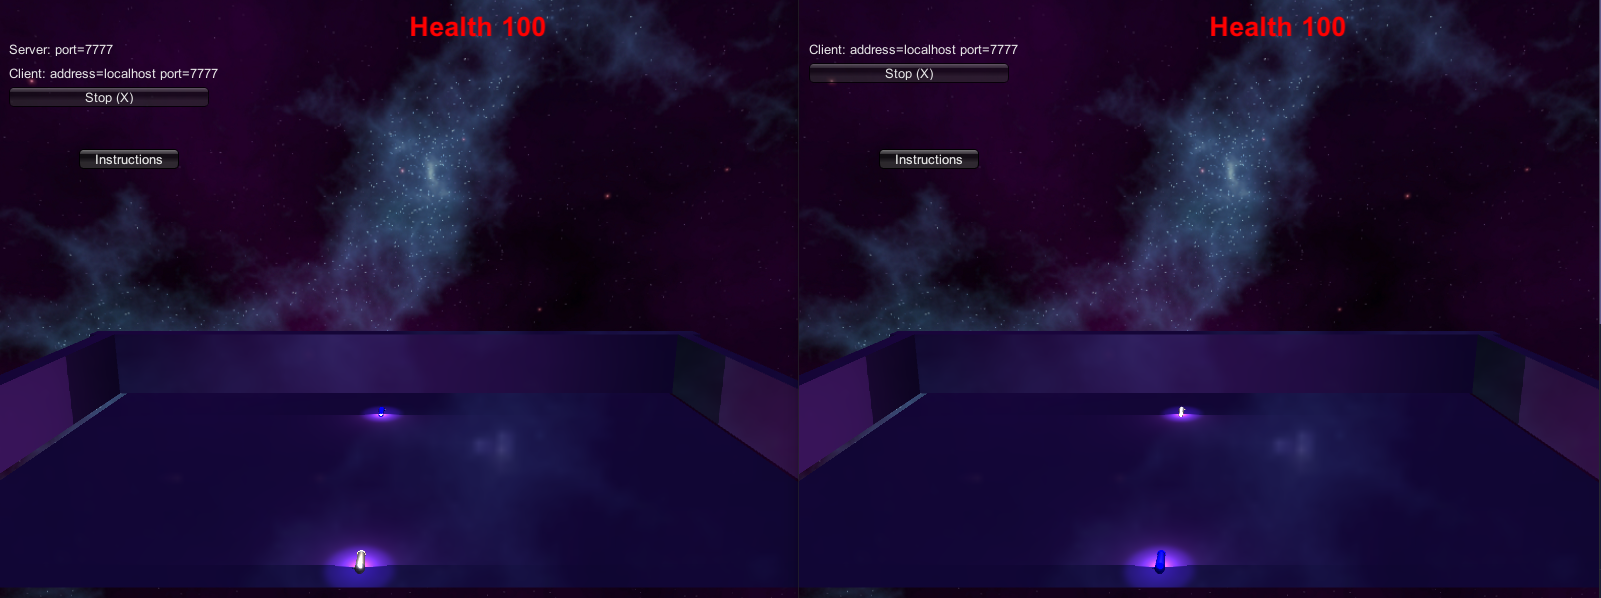 Health 100
Server: port=7777
Client: address=localhost port=7777
Stop (X)
Instructions
Health 100
Client: address=localhost port=7777
Stop (X)
Instructions